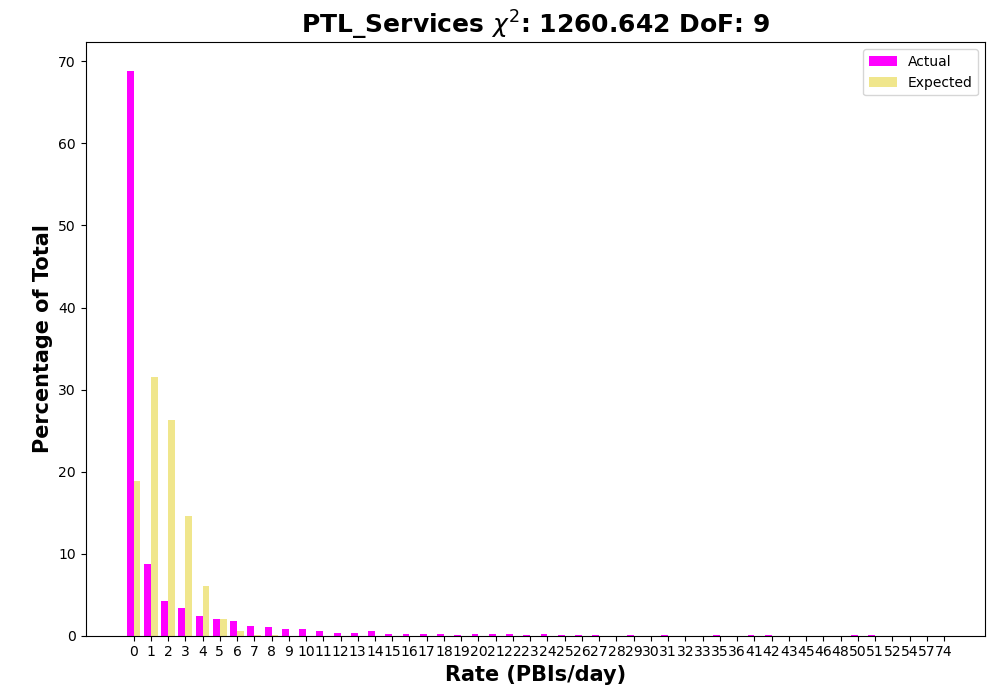 PTL_Services χ²: 1260.642 DoF: 9
Actual
Expected
Percentage of Total
70
60
50
40
30
20
10
0
0 1 2 3 4 5 6 7 8 9 10 11 12 13 14 15 16 17 18 19 20 21 22 23 24 25 26 27 28 29 30 31 32 33 35 36 41 42 43 45 46 48 50 51 52 54 57 74
Rate (PBIs/day)